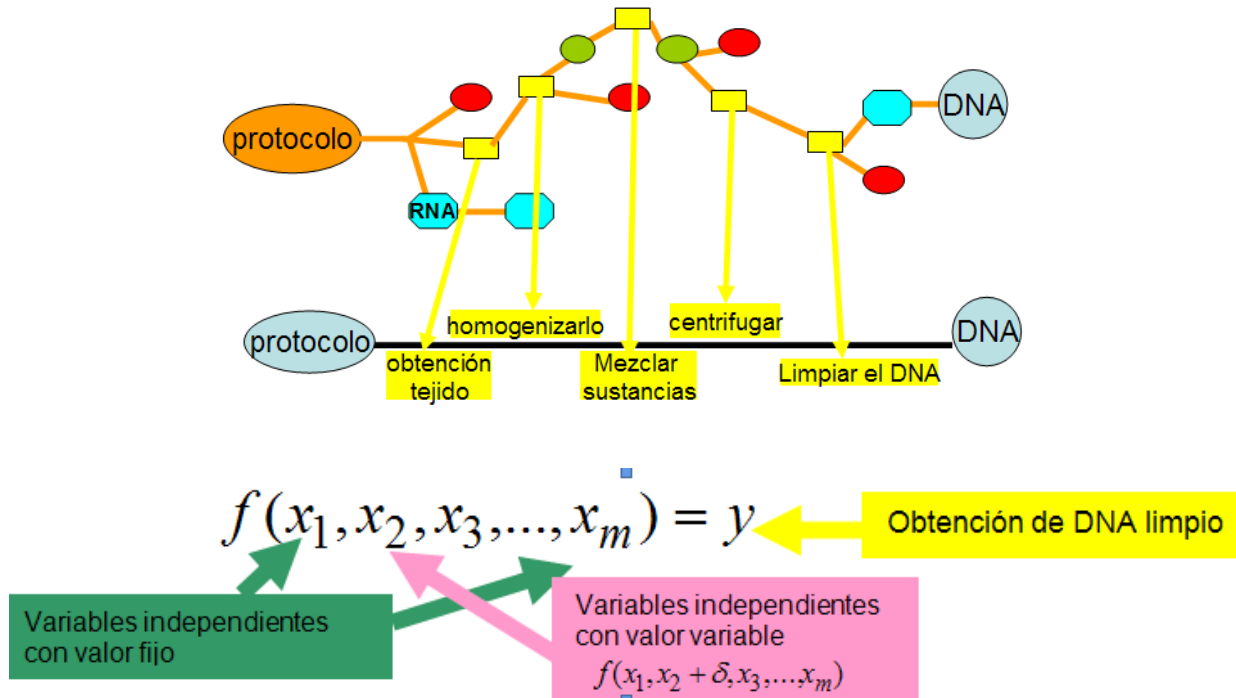 protocolo
DNA
RNA
homogenizarlo
centrifugar
protocolo
DNA
obtención
tejido
Mezclar
sustancias
Limpiar el DNA
f(x₁, x₂, x₃,..., xₘ) = y
Obtención de DNA limpio
Variables independientes
con valor fijo
Variables independientes
con valor variable
f(x₁, x₂ + δ, x₃,..., xₘ)